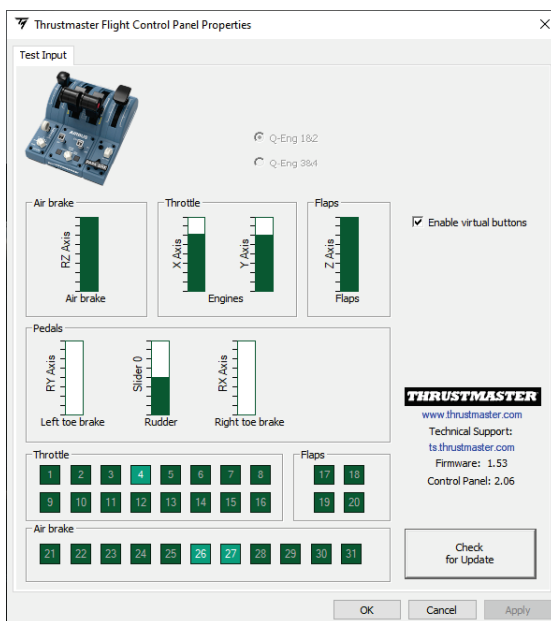 Thrustmaster Flight Control Panel Properties
Test Input
Q-Eng 1&2
Q-Eng 3&4
Air brake
RZ Axis
Air brake
Throttle
X Axis
Y Axis
Engines
Flaps
Z Axis
Flaps
Enable virtual buttons
Pedals
RY Axis
Left toe brake
Slider 0
Rudder
RX Axis
Right toe brake
THRUSTMASTER
www.thrustmaster.com
Technical Support:
ts.thrustmaster.com
Firmware: 1.53
Control Panel: 2.06
Throttle
1 2 3 4 5 6 7 8
9 10 11 12 13 14 15 16
Flaps
17 18
19 20
Air brake
21 22 23 24 25 26 27 28 29 30 31
Check
for Update
OK Cancel Apply